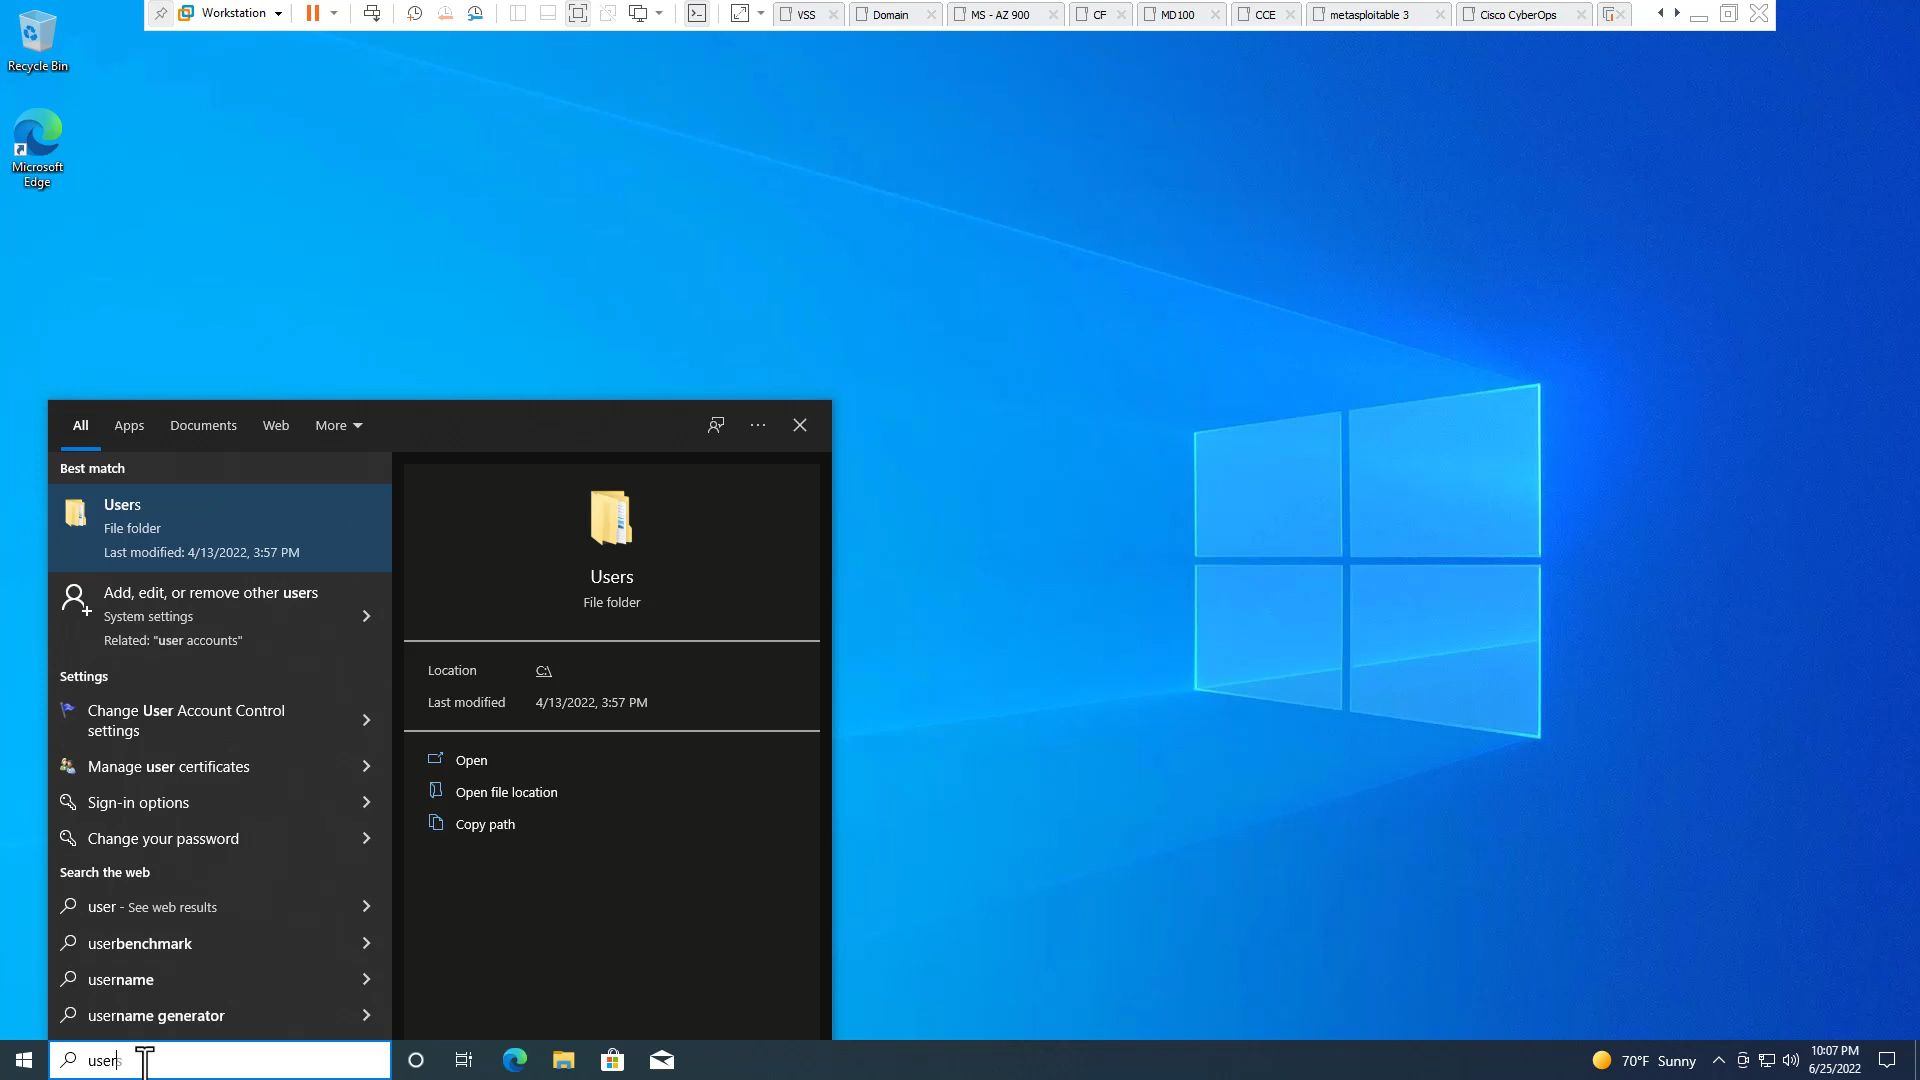 Workstation
VSS
Domain
MS - AZ 900
CF
MD100
CCE
metasploitable 3
Cisco CyberOps
Recycle Bin
Microsoft
Edge
All
Apps
Documents
Web
More
Best match
Users
File folder
Last modified: 4/13/2022, 3:57 PM
Add, edit, or remove other users
System settings
Related: "user accounts"
Settings
Change User Account Control
settings
Manage user certificates
Sign-in options
Change your password
Search the web
user - See web results
userbenchmark
username
username generator
Users
File folder
Location C:\
Last modified 4/13/2022, 3:57 PM
Open
Open file location
Copy path
users
70°F Sunny
10:07 PM
6/25/2022